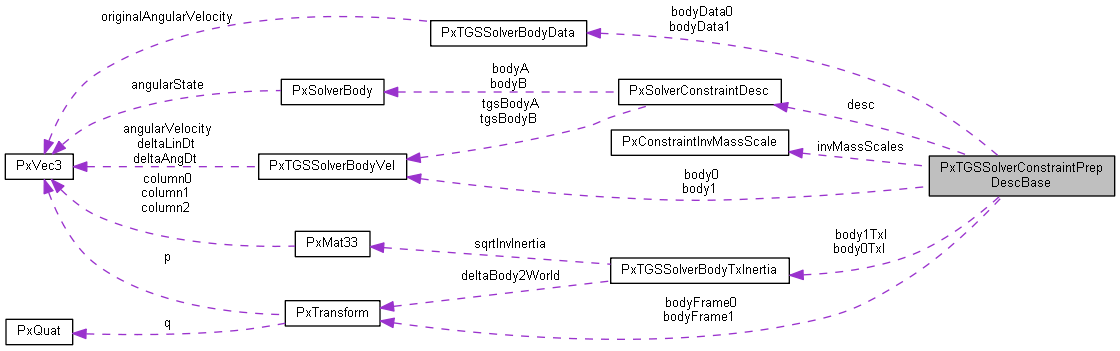 originalAngularVelocity
PxTGSSolverBodyData
bodyData0
bodyData1
angularState
PxSolverBody
bodyA
bodyB
PxSolverConstraintDesc
desc
tgsBodyA
tgsBodyB
angularVelocity
deltaLinDt
deltaAngDt
PxConstraintInvMassScale
invMassScales
PxVec3
PxTGSSolverBodyVel
PxTGSSolverConstraintPrep
DescBase
body0
body1
column0
column1
column2
PxMat33
sqrtInvInertia
body1TxI
body0TxI
p
deltaBody2World
PxTGSSolverBodyTxInertia
PxTransform
bodyFrame0
bodyFrame1
PxQuat
q